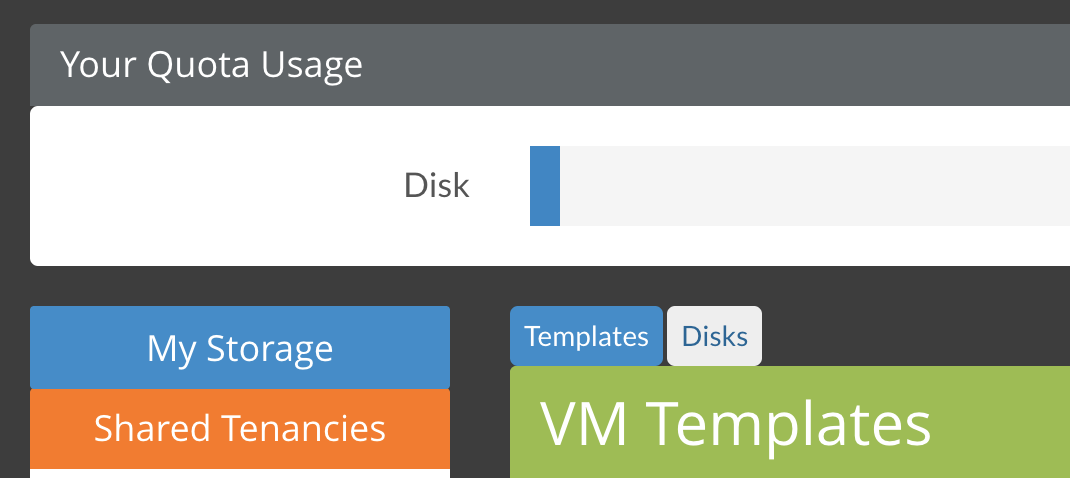 Your Quota Usage
Disk
My Storage
Shared Tenancies
Templates Disks
VM Templates